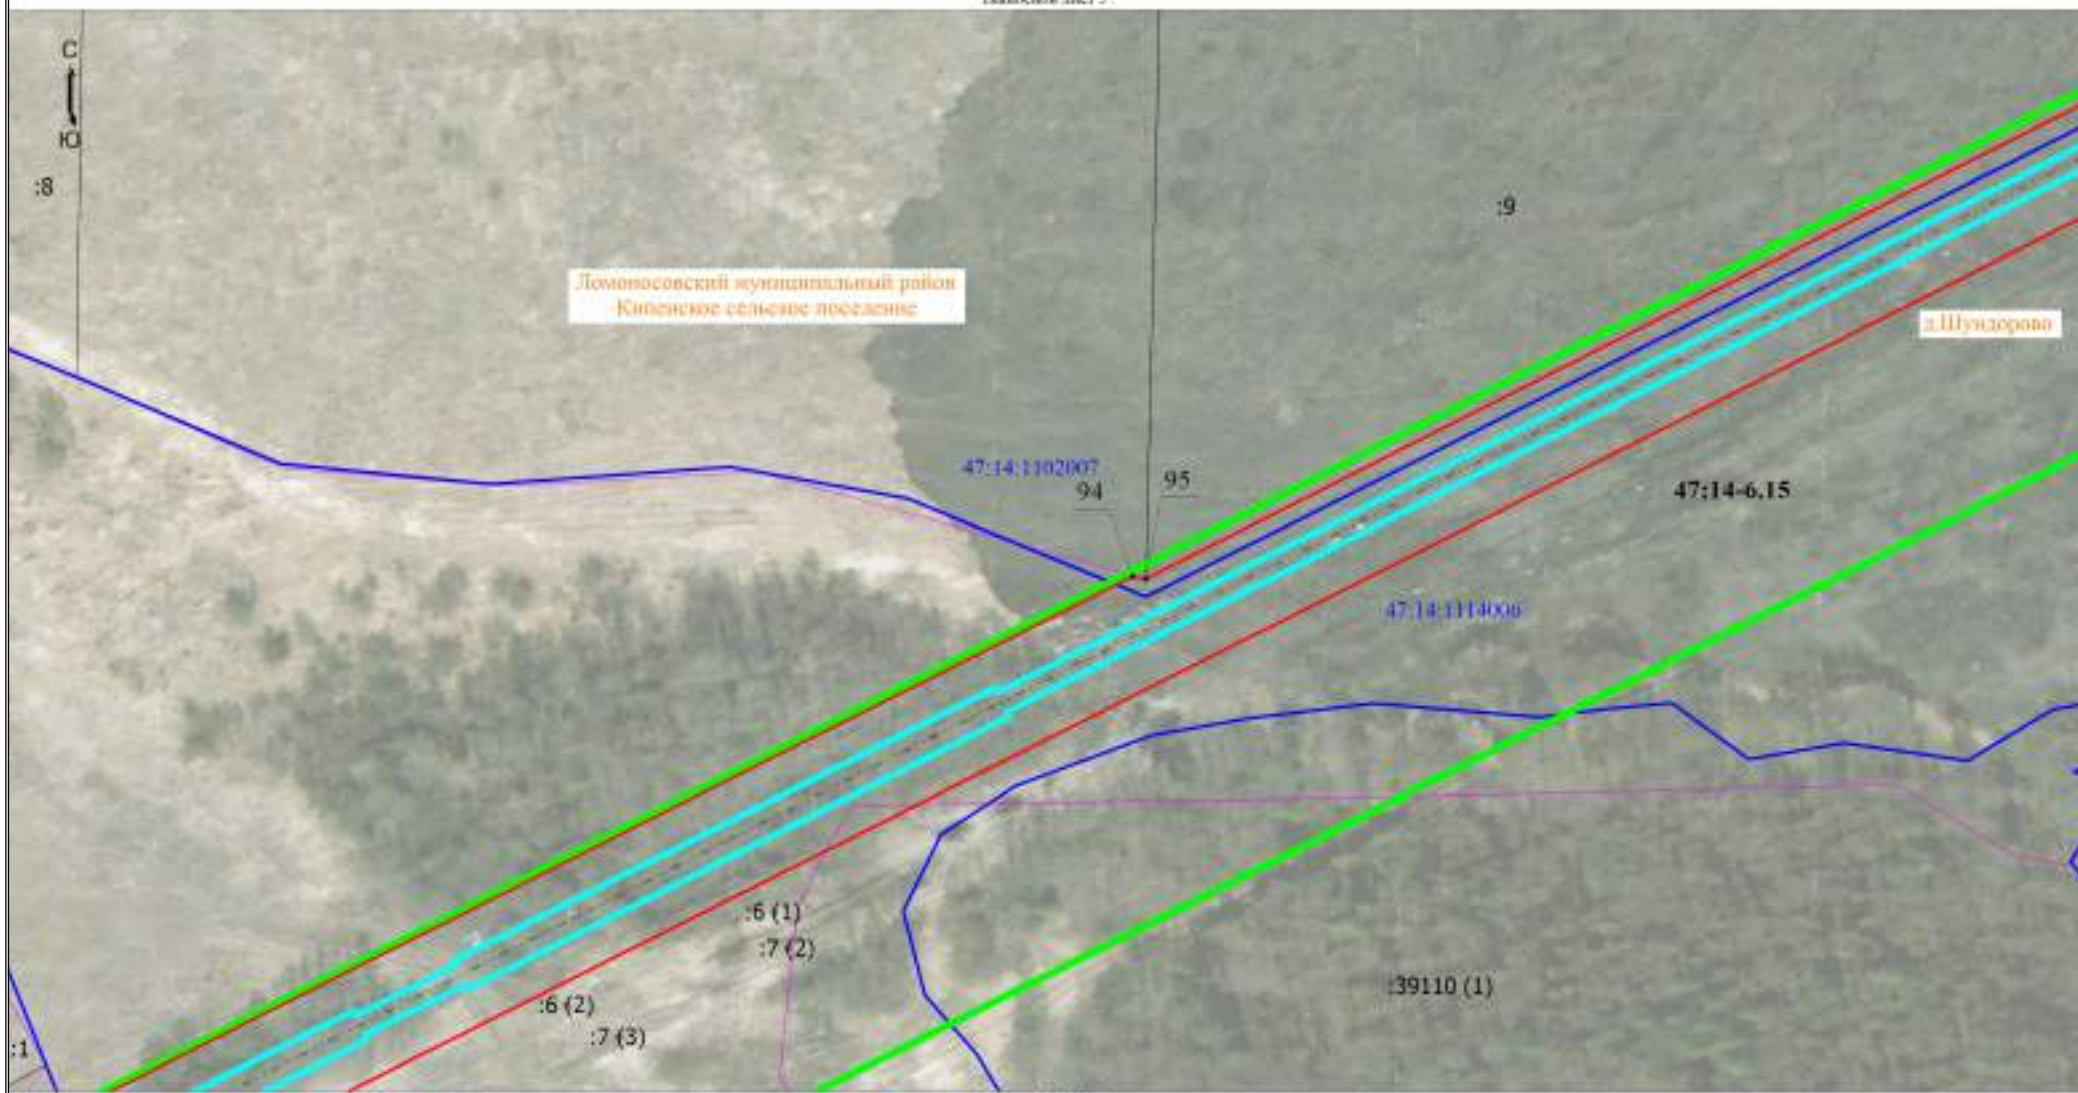 С
Ю
:8
:9
Ломоносовский муниципальный район
Кипенское сельское поселение
д.Шундорово
47:14:1102007
94
95
47:14-6.15
47:14:1114006
:6 (1)
:7 (2)
:39110 (1)
:6 (2)
:7 (3)
:1